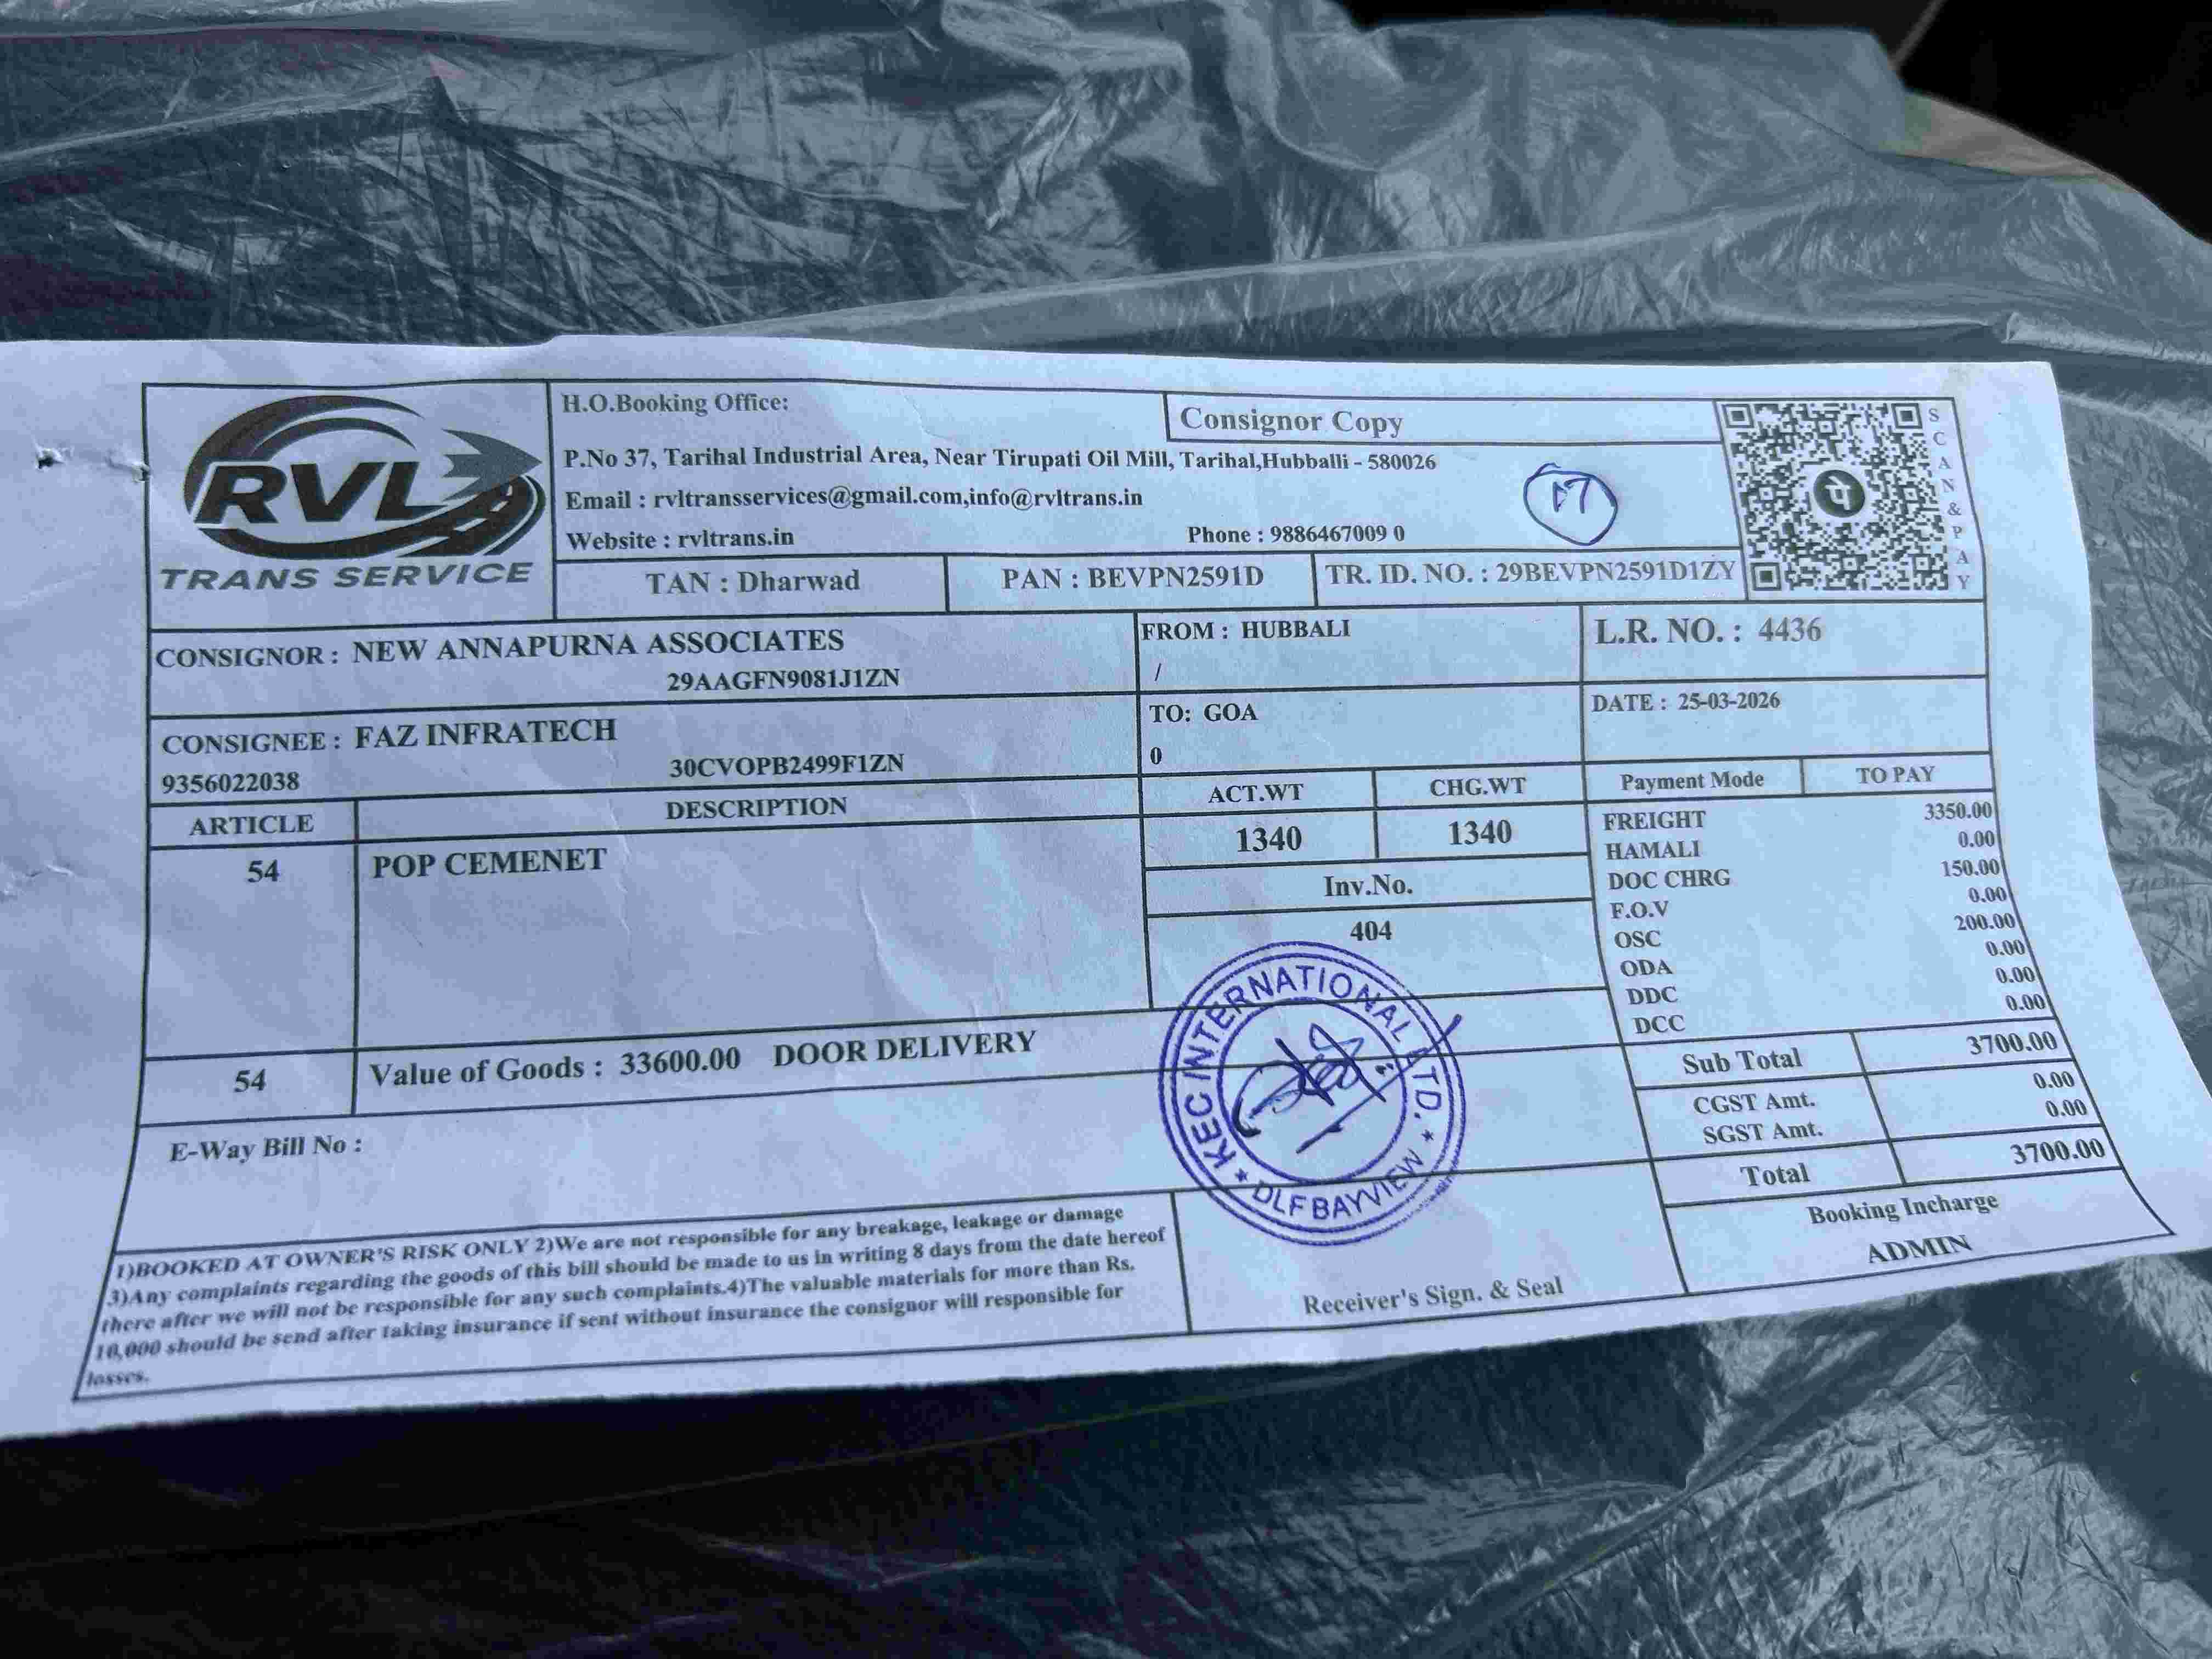 RVL
TRANS SERVICE
H.O.Booking Office:
Consignor Copy
P.No 37, Tarihal Industrial Area, Near Tirupati Oil Mill, Tarihal,Hubballi - 580026
Email : rvltransservices@gmail.com,info@rvltrans.in
Website : rvltrans.in Phone : 9886467009 0
17
SCAN&PAY
पे
TAN : Dharwad PAN : BEVPN2591D TR. ID. NO. : 29BEVPN2591D1ZY
CONSIGNOR : NEW ANNAPURNA ASSOCIATES
29AAGFN9081J1ZN
FROM : HUBBALI
/
L.R. NO. : 4436
CONSIGNEE : FAZ INFRATECH
9356022038 30CVOPB2499F1ZN
TO: GOA
0
DATE : 25-03-2026
ARTICLE DESCRIPTION ACT.WT CHG.WT Payment Mode TO PAY
54 POP CEMENET 1340 1340
Inv.No.
404
FREIGHT 3350.00
HAMALI 0.00
DOC CHRG 150.00
F.O.V 0.00
OSC 200.00
ODA 0.00
DDC 0.00
DCC 0.00
54 Value of Goods : 33600.00 DOOR DELIVERY
Sub Total 3700.00
CGST Amt. 0.00
SGST Amt. 0.00
Total 3700.00
E-Way Bill No :
KEC INTERNATIONAL LTD.
* DLF BAYVIEW *
1)BOOKED AT OWNER'S RISK ONLY 2)We are not responsible for any breakage, leakage or damage
3)Any complaints regarding the goods of this bill should be made to us in writing 8 days from the date hereof
there after we will not be responsible for any such complaints.4)The valuable materials for more than Rs.
10,000 should be send after taking insurance if sent without insurance the consignor will responsible for
losses.
Receiver's Sign. & Seal
Booking Incharge
ADMIN